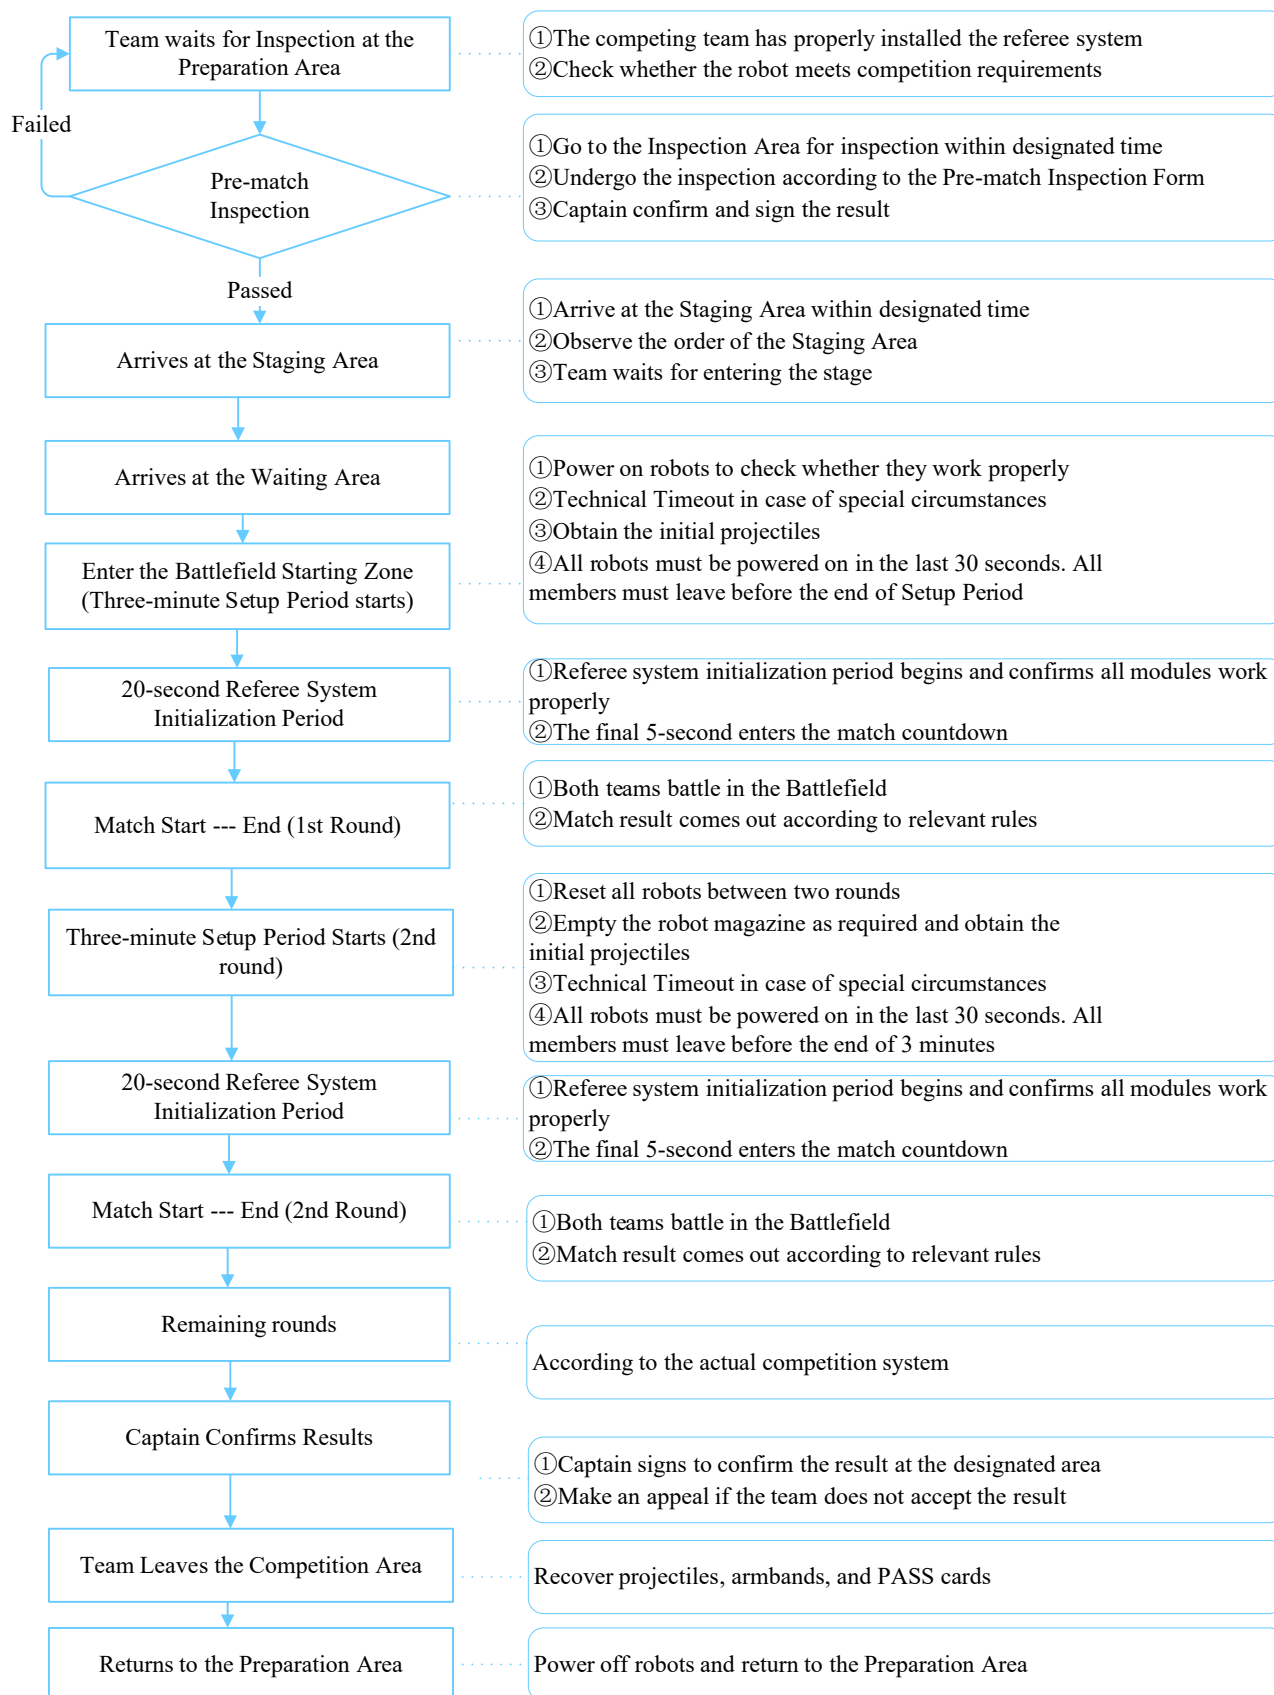 Team waits for Inspection at the
Preparation Area
①The competing team has properly installed the referee system
②Check whether the robot meets competition requirements
Failed
Pre-match
Inspection
①Go to the Inspection Area for inspection within designated time
②Undergo the inspection according to the Pre-match Inspection Form
③Captain confirm and sign the result
Passed
Arrives at the Staging Area
①Arrive at the Staging Area within designated time
②Observe the order of the Staging Area
③Team waits for entering the stage
Arrives at the Waiting Area
Enter the Battlefield Starting Zone
(Three-minute Setup Period starts)
①Power on robots to check whether they work properly
②Technical Timeout in case of special circumstances
③Obtain the initial projectiles
④All robots must be powered on in the last 30 seconds. All
members must leave before the end of Setup Period
20-second Referee System
Initialization Period
①Referee system initialization period begins and confirms all modules work
properly
②The final 5-second enters the match countdown
Match Start --- End (1st Round)
①Both teams battle in the Battlefield
②Match result comes out according to relevant rules
Three-minute Setup Period Starts (2nd
round)
①Reset all robots between two rounds
②Empty the robot magazine as required and obtain the
initial projectiles
③Technical Timeout in case of special circumstances
④All robots must be powered on in the last 30 seconds. All
members must leave before the end of 3 minutes
20-second Referee System
Initialization Period
①Referee system initialization period begins and confirms all modules work
properly
②The final 5-second enters the match countdown
Match Start --- End (2nd Round)
①Both teams battle in the Battlefield
②Match result comes out according to relevant rules
Remaining rounds
According to the actual competition system
Captain Confirms Results
①Captain signs to confirm the result at the designated area
②Make an appeal if the team does not accept the result
Team Leaves the Competition Area
Recover projectiles, armbands, and PASS cards
Returns to the Preparation Area
Power off robots and return to the Preparation Area